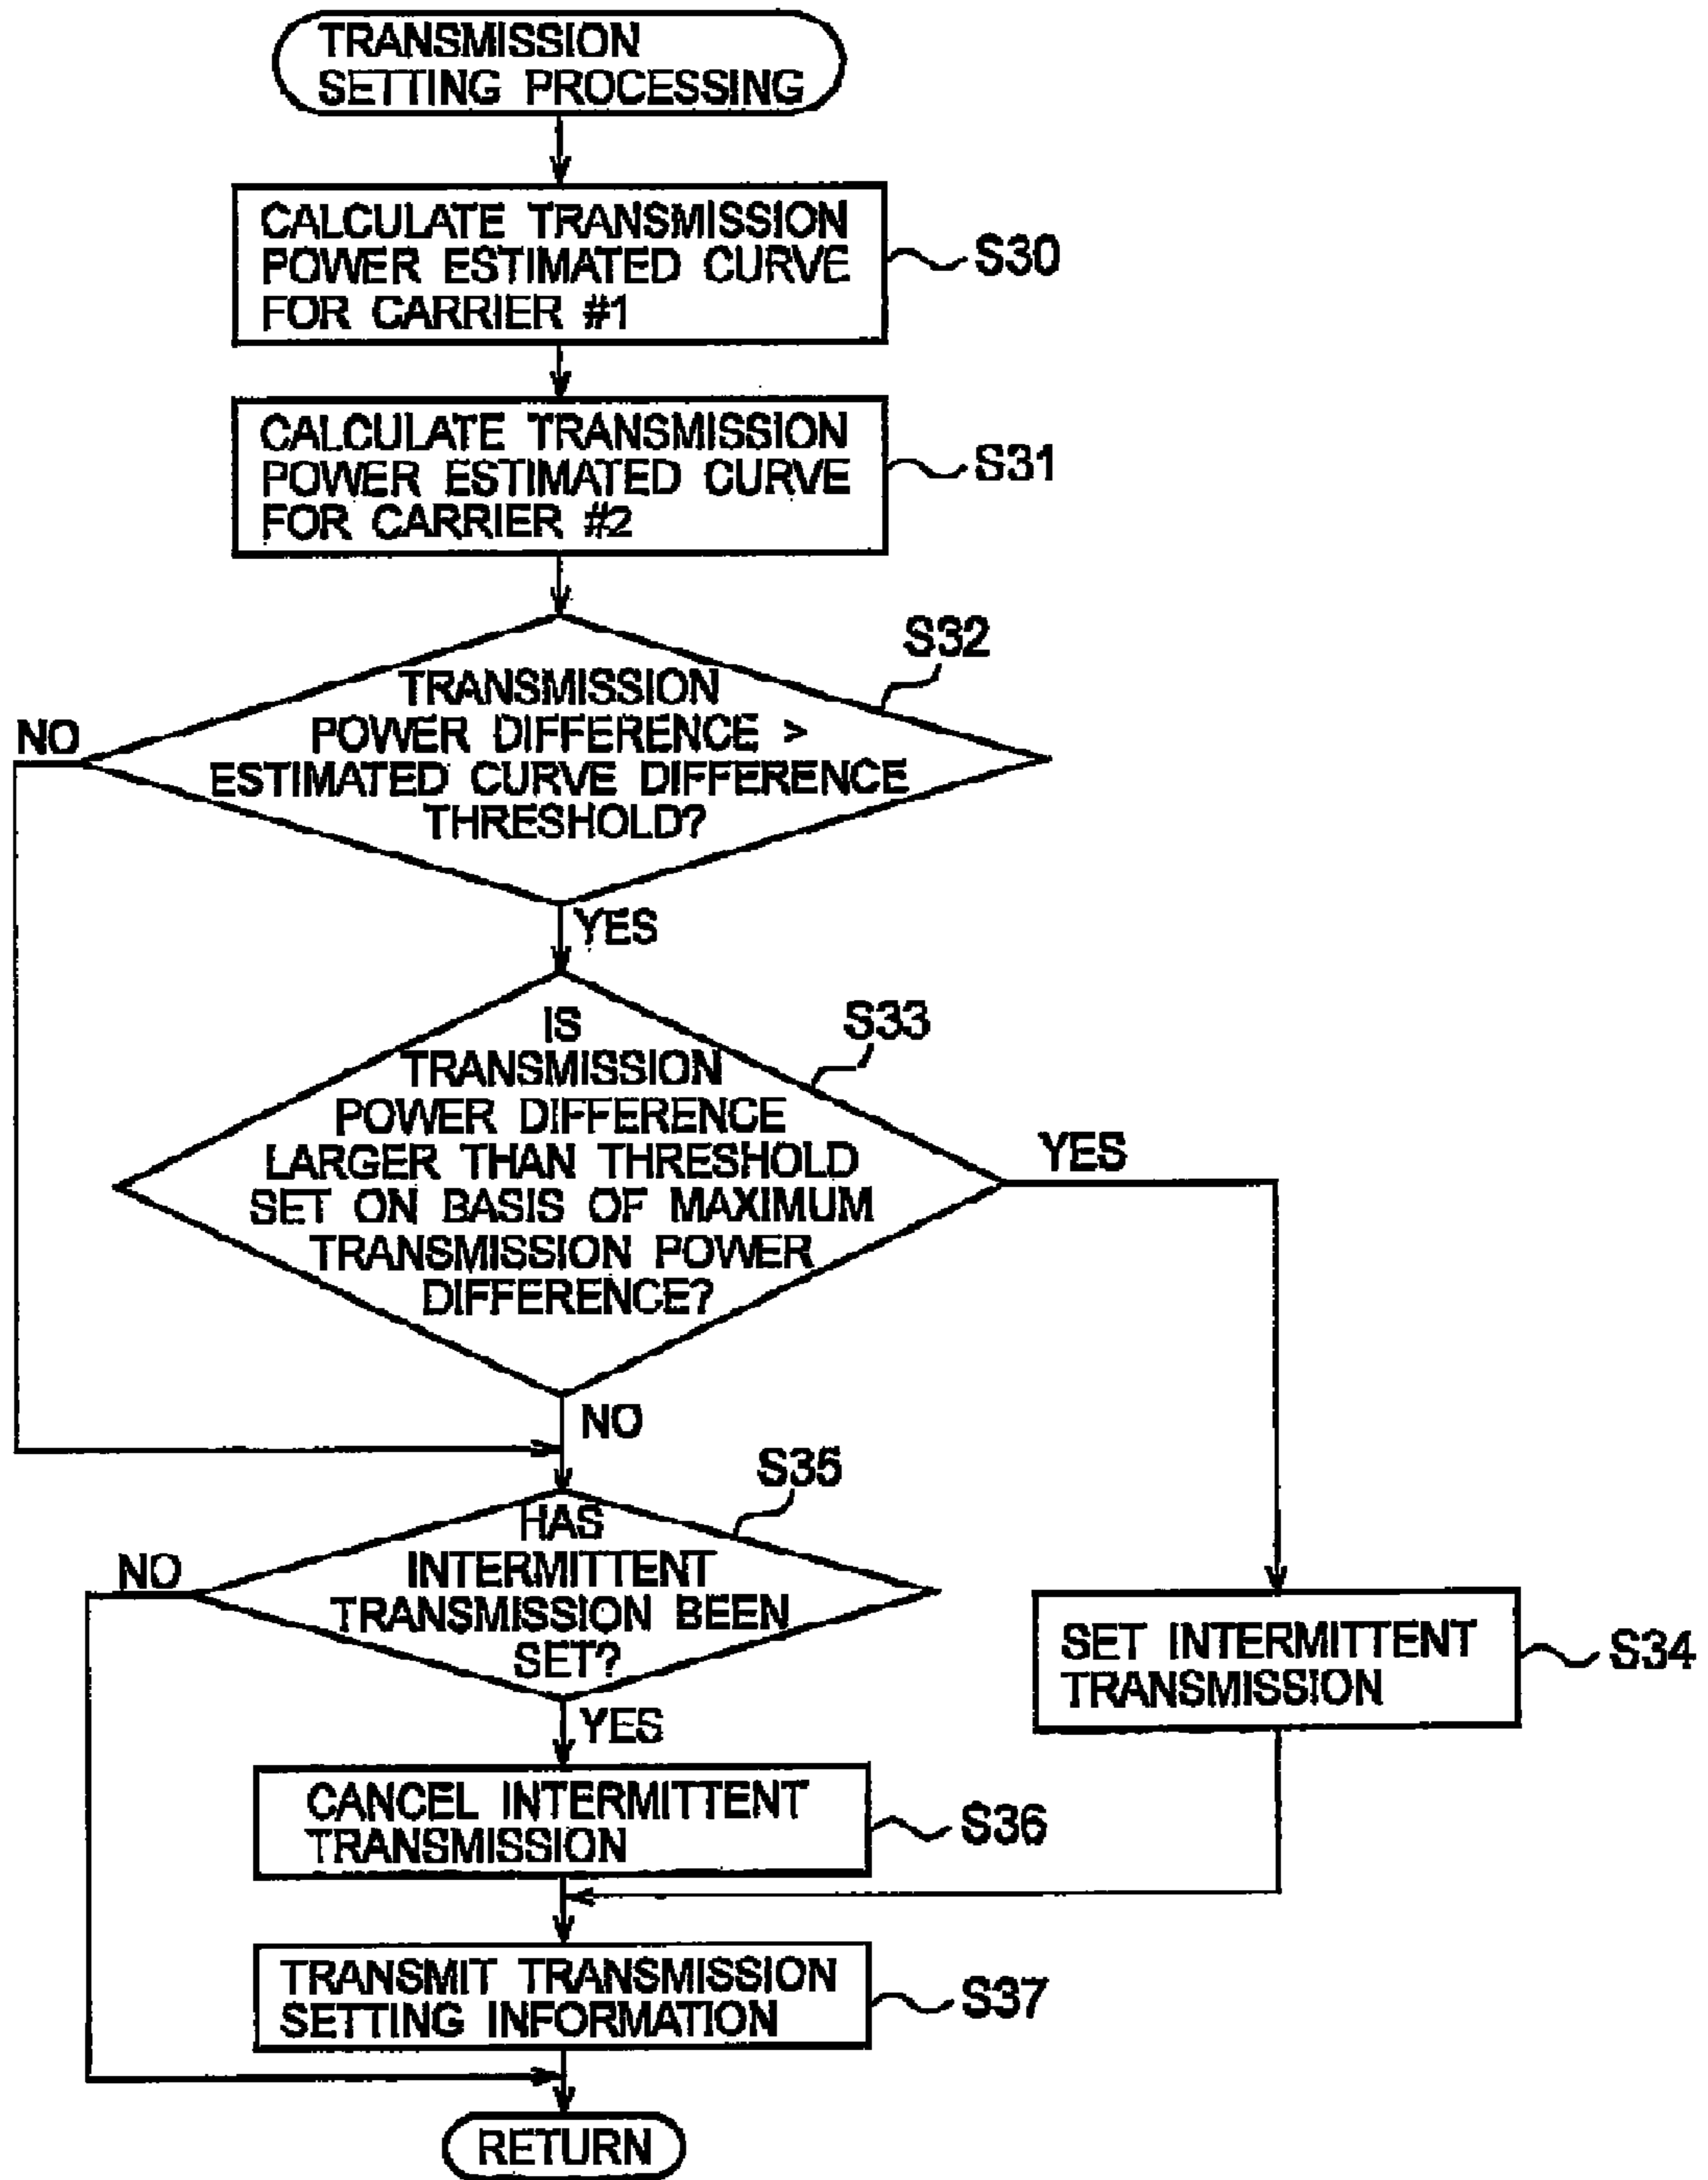 TRANSMISSION
SETTING PROCESSING
CALCULATE TRANSMISSION
POWER ESTIMATED CURVE
FOR CARRIER #1
S30
CALCULATE TRANSMISSION
POWER ESTIMATED CURVE
FOR CARRIER #2
S31
S32
TRANSMISSION
POWER DIFFERENCE >
ESTIMATED CURVE DIFFERENCE
THRESHOLD?
NO
YES
S33
IS
TRANSMISSION
POWER DIFFERENCE
LARGER THAN THRESHOLD
SET ON BASIS OF MAXIMUM
TRANSMISSION POWER
DIFFERENCE?
YES
NO
S35
HAS
INTERMITTENT
TRANSMISSION BEEN
SET?
NO
YES
SET INTERMITTENT
TRANSMISSION
S34
CANCEL INTERMITTENT
TRANSMISSION
S36
TRANSMIT TRANSMISSION
SETTING INFORMATION
S37
RETURN